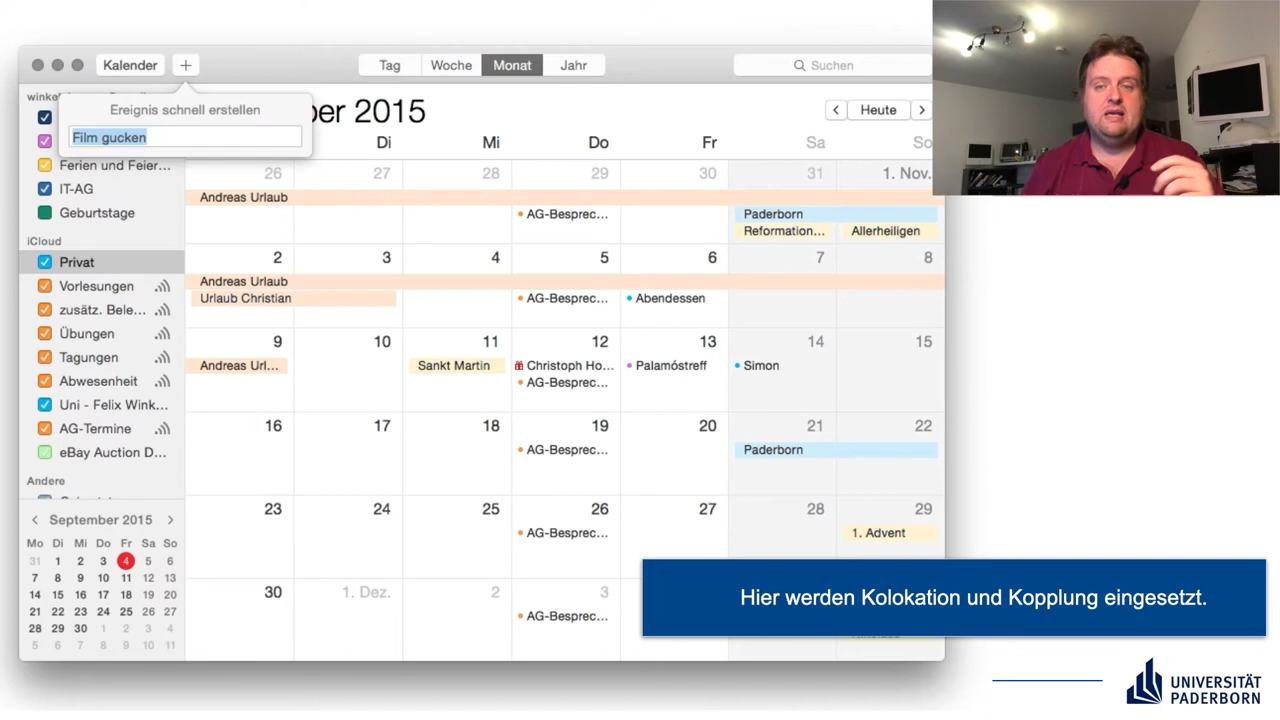 Kalender
+
Tag Woche Monat Jahr
Suchen
Ereignis schnell erstellen
Film gucken
ber 2015
Heute
Di Mi Do Fr Sa So
Ferien und Feier...
IT-AG
Geburtstage
iCloud
Privat
Vorlesungen
zusätz. Bele...
Übungen
Tagungen
Abwesenheit
Uni - Felix Wink...
AG-Termine
eBay Auction D...
Andere
26 27 28 29 30 31 1. Nov.
Andreas Urlaub
AG-Besprec... Paderborn
Reformation... Allerheiligen
2 3 4 5 6 7 8
Andreas Urlaub
Urlaub Christian AG-Besprec... Abendessen
9 10 11 12 13 14 15
Andreas Url... Sankt Martin Christoph Ho... Palamóstreff Simon
AG-Besprec...
16 17 18 19 20 21 22
AG-Besprec... Paderborn
23 24 25 26 27 28 29
AG-Besprec... 1. Advent
30 1. Dez. 2 3
AG-Besprec...
September 2015
Mo Di Mi Do Fr Sa So
31 1 2 3 4 5 6
7 8 9 10 11 12 13
14 15 16 17 18 19 20
21 22 23 24 25 26 27
28 29 30 1 2 3 4
5 6 7 8 9 10 11
Hier werden Kolokation und Kopplung eingesetzt.
UNIVERSITÄT
PADERBORN